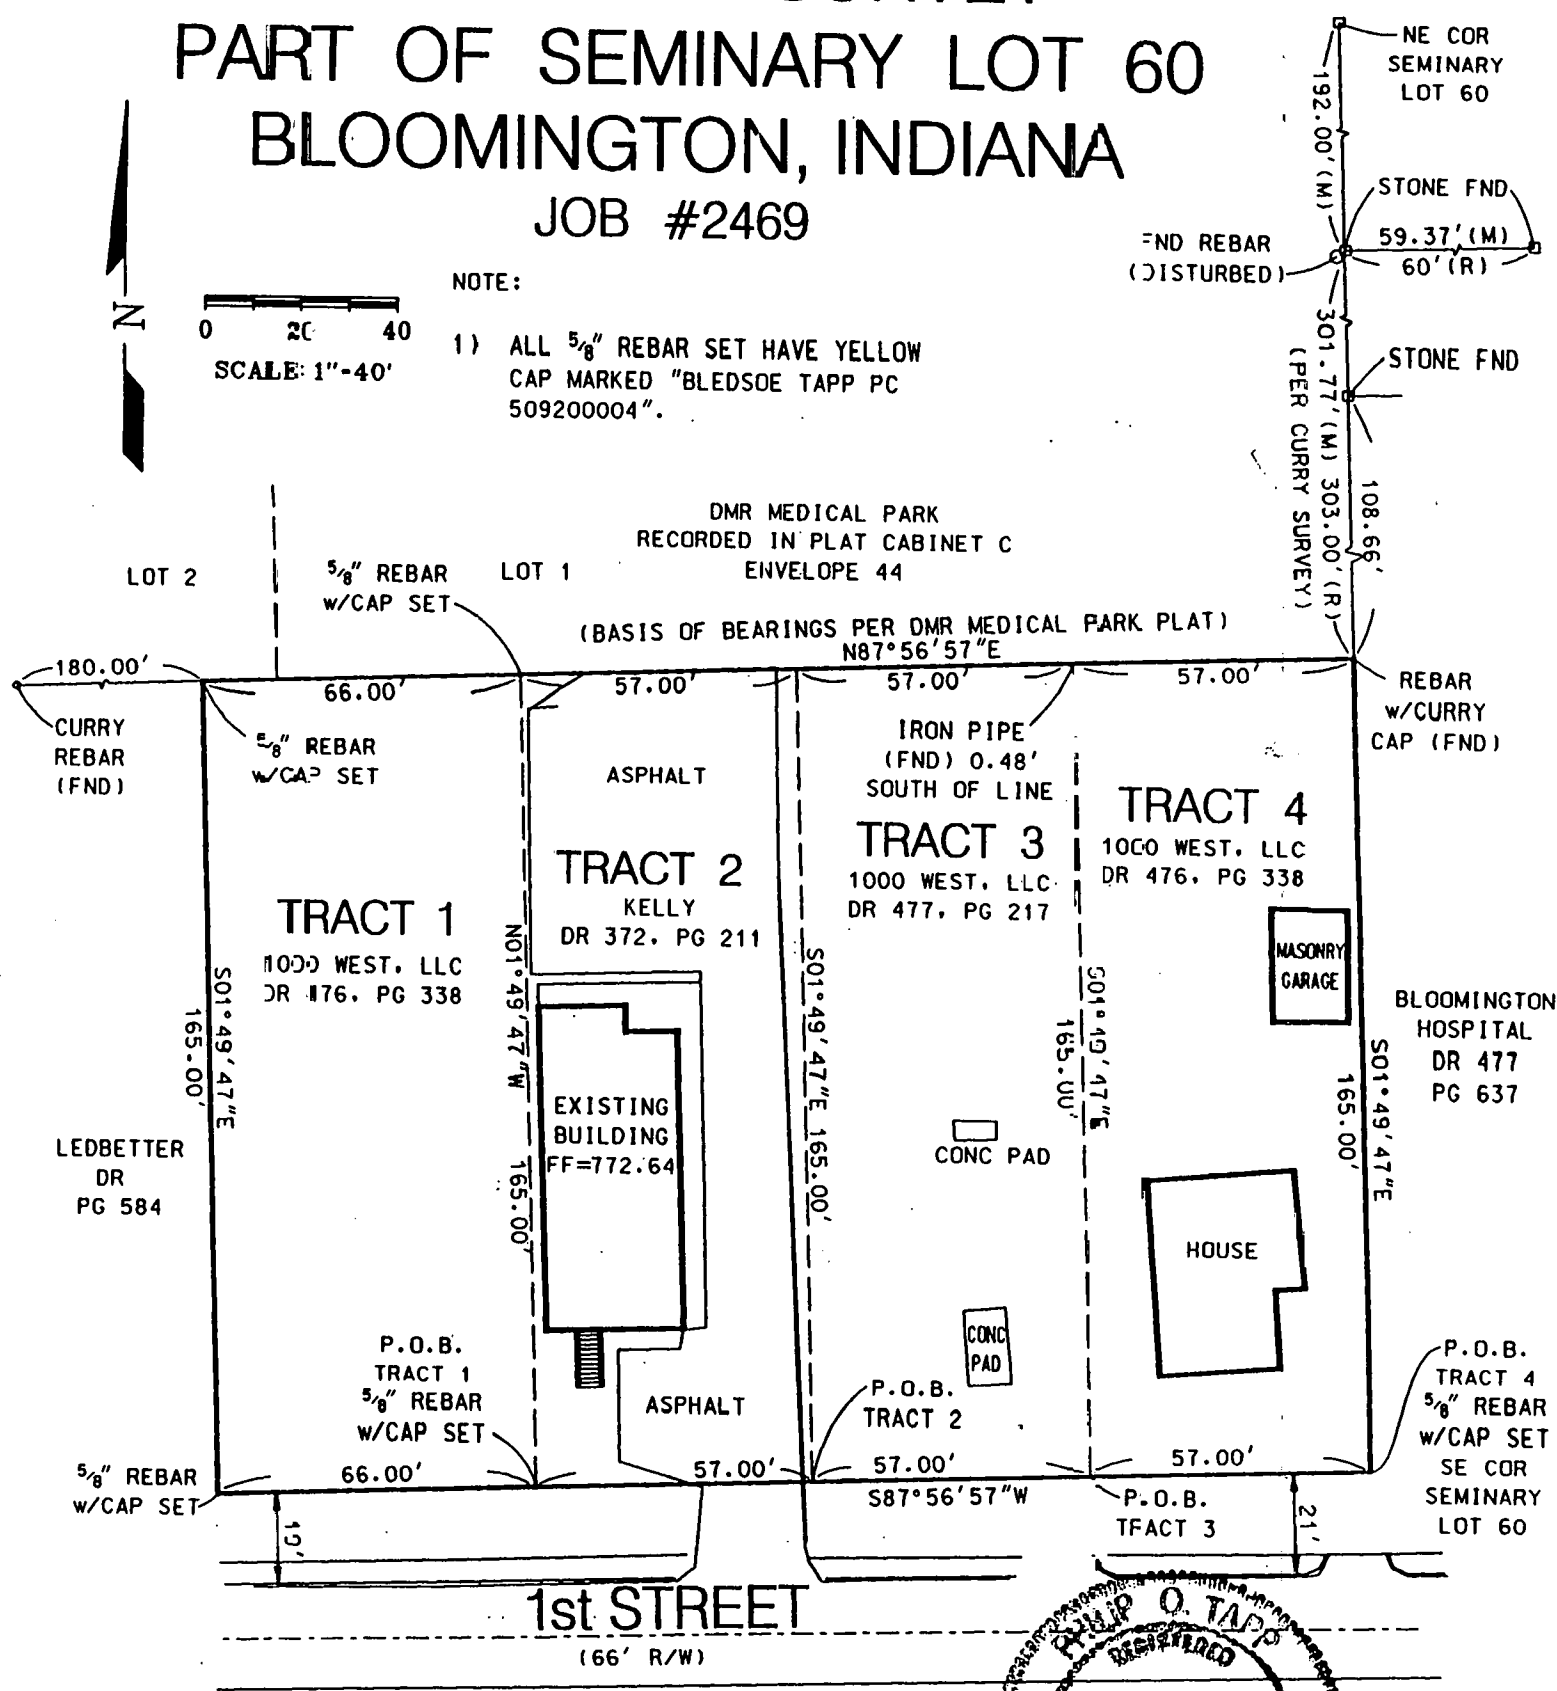 PART OF SEMINARY LOT 60
BLOOMINGTON, INDIANA
JOB #2469
NE COR
SEMINARY
LOT 60
192.00'(M)
STONE FND
59.37'(M)
60'(R)
FND REBAR
(DISTURBED)
301.77'(M) 303.00'(R)
(PER CURRY SURVEY)
STONE FND
108.66'
N
0 20 40
SCALE: 1"-40'
NOTE:
1) ALL 5/8" REBAR SET HAVE YELLOW
CAP MARKED "BLEDSOE TAPP PC
509200004".
DMR MEDICAL PARK
RECORDED IN PLAT CABINET C
ENVELOPE 44
LOT 2
5/8" REBAR
w/CAP SET
LOT 1
(BASIS OF BEARINGS PER DMR MEDICAL PARK PLAT)
N87°56'57"E
180.00'
66.00'
57.00'
57.00'
57.00'
CURRY
REBAR
(FND)
5/8" REBAR
w/CAP SET
ASPHALT
IRON PIPE
(FND) 0.48'
SOUTH OF LINE
REBAR
w/CURRY
CAP (FND)
TRACT 1
1000 WEST, LLC
DR 476, PG 338
TRACT 2
KELLY
DR 372, PG 211
TRACT 3
1000 WEST, LLC
DR 477, PG 217
TRACT 4
1000 WEST, LLC
DR 476, PG 338
MASONRY
GARAGE
S01°49'47"E
165.00'
N01°49'47"W
165.00'
S01°49'47"E 165.00'
S01°49'47"E
165.00'
S01°49'47"E
165.00'
BLOOMINGTON
HOSPITAL
DR 477
PG 637
LEDBETTER
DR
PG 584
EXISTING
BUILDING
FF=772.64
CONC PAD
HOUSE
CONC
PAD
P.O.B.
TRACT 1
5/8" REBAR
w/CAP SET
ASPHALT
P.O.B.
TRACT 2
P.O.B.
TRACT 4
5/8" REBAR
w/CAP SET
SE COR
SEMINARY
LOT 60
5/8" REBAR
w/CAP SET
66.00'
57.00'
57.00'
57.00'
S87°56'57"W
P.O.B.
TRACT 3
19'
21'
1st STREET
(66' R/W)
PHILIP O. TAPP
REGISTERED